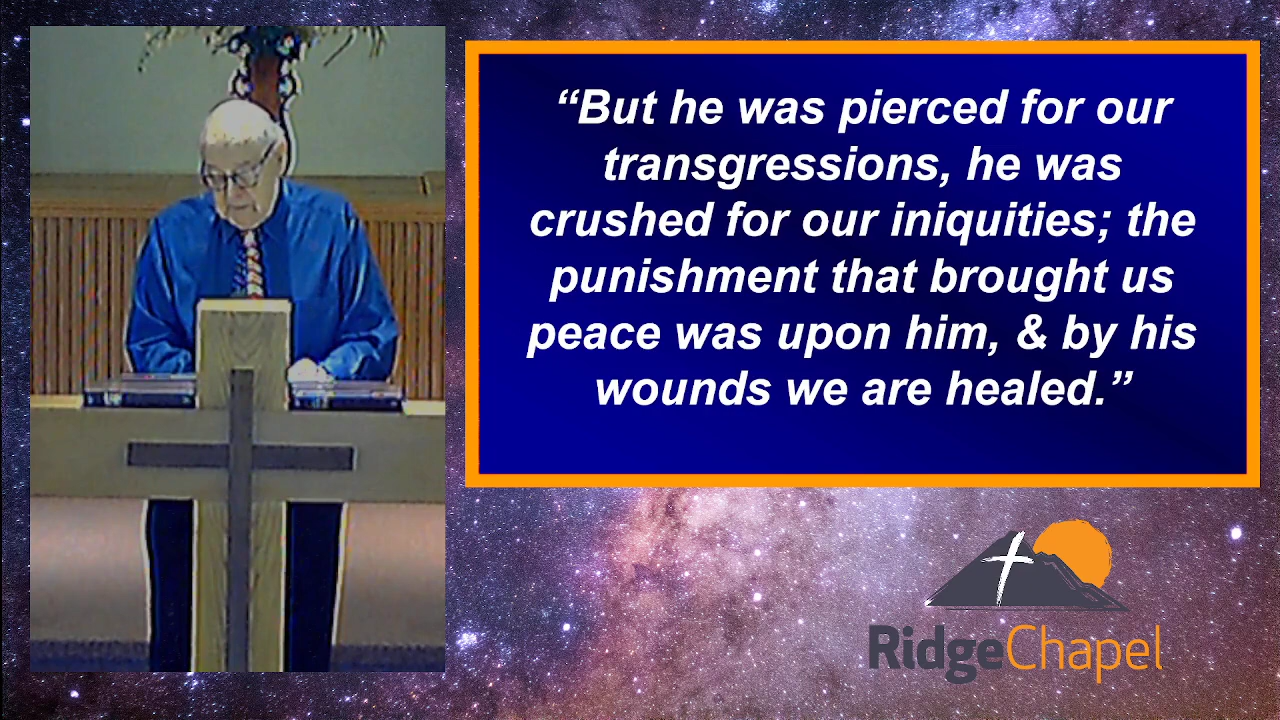 “But he was pierced for our
transgressions, he was
crushed for our iniquities; the
punishment that brought us
peace was upon him, & by his
wounds we are healed.”
RidgeChapel